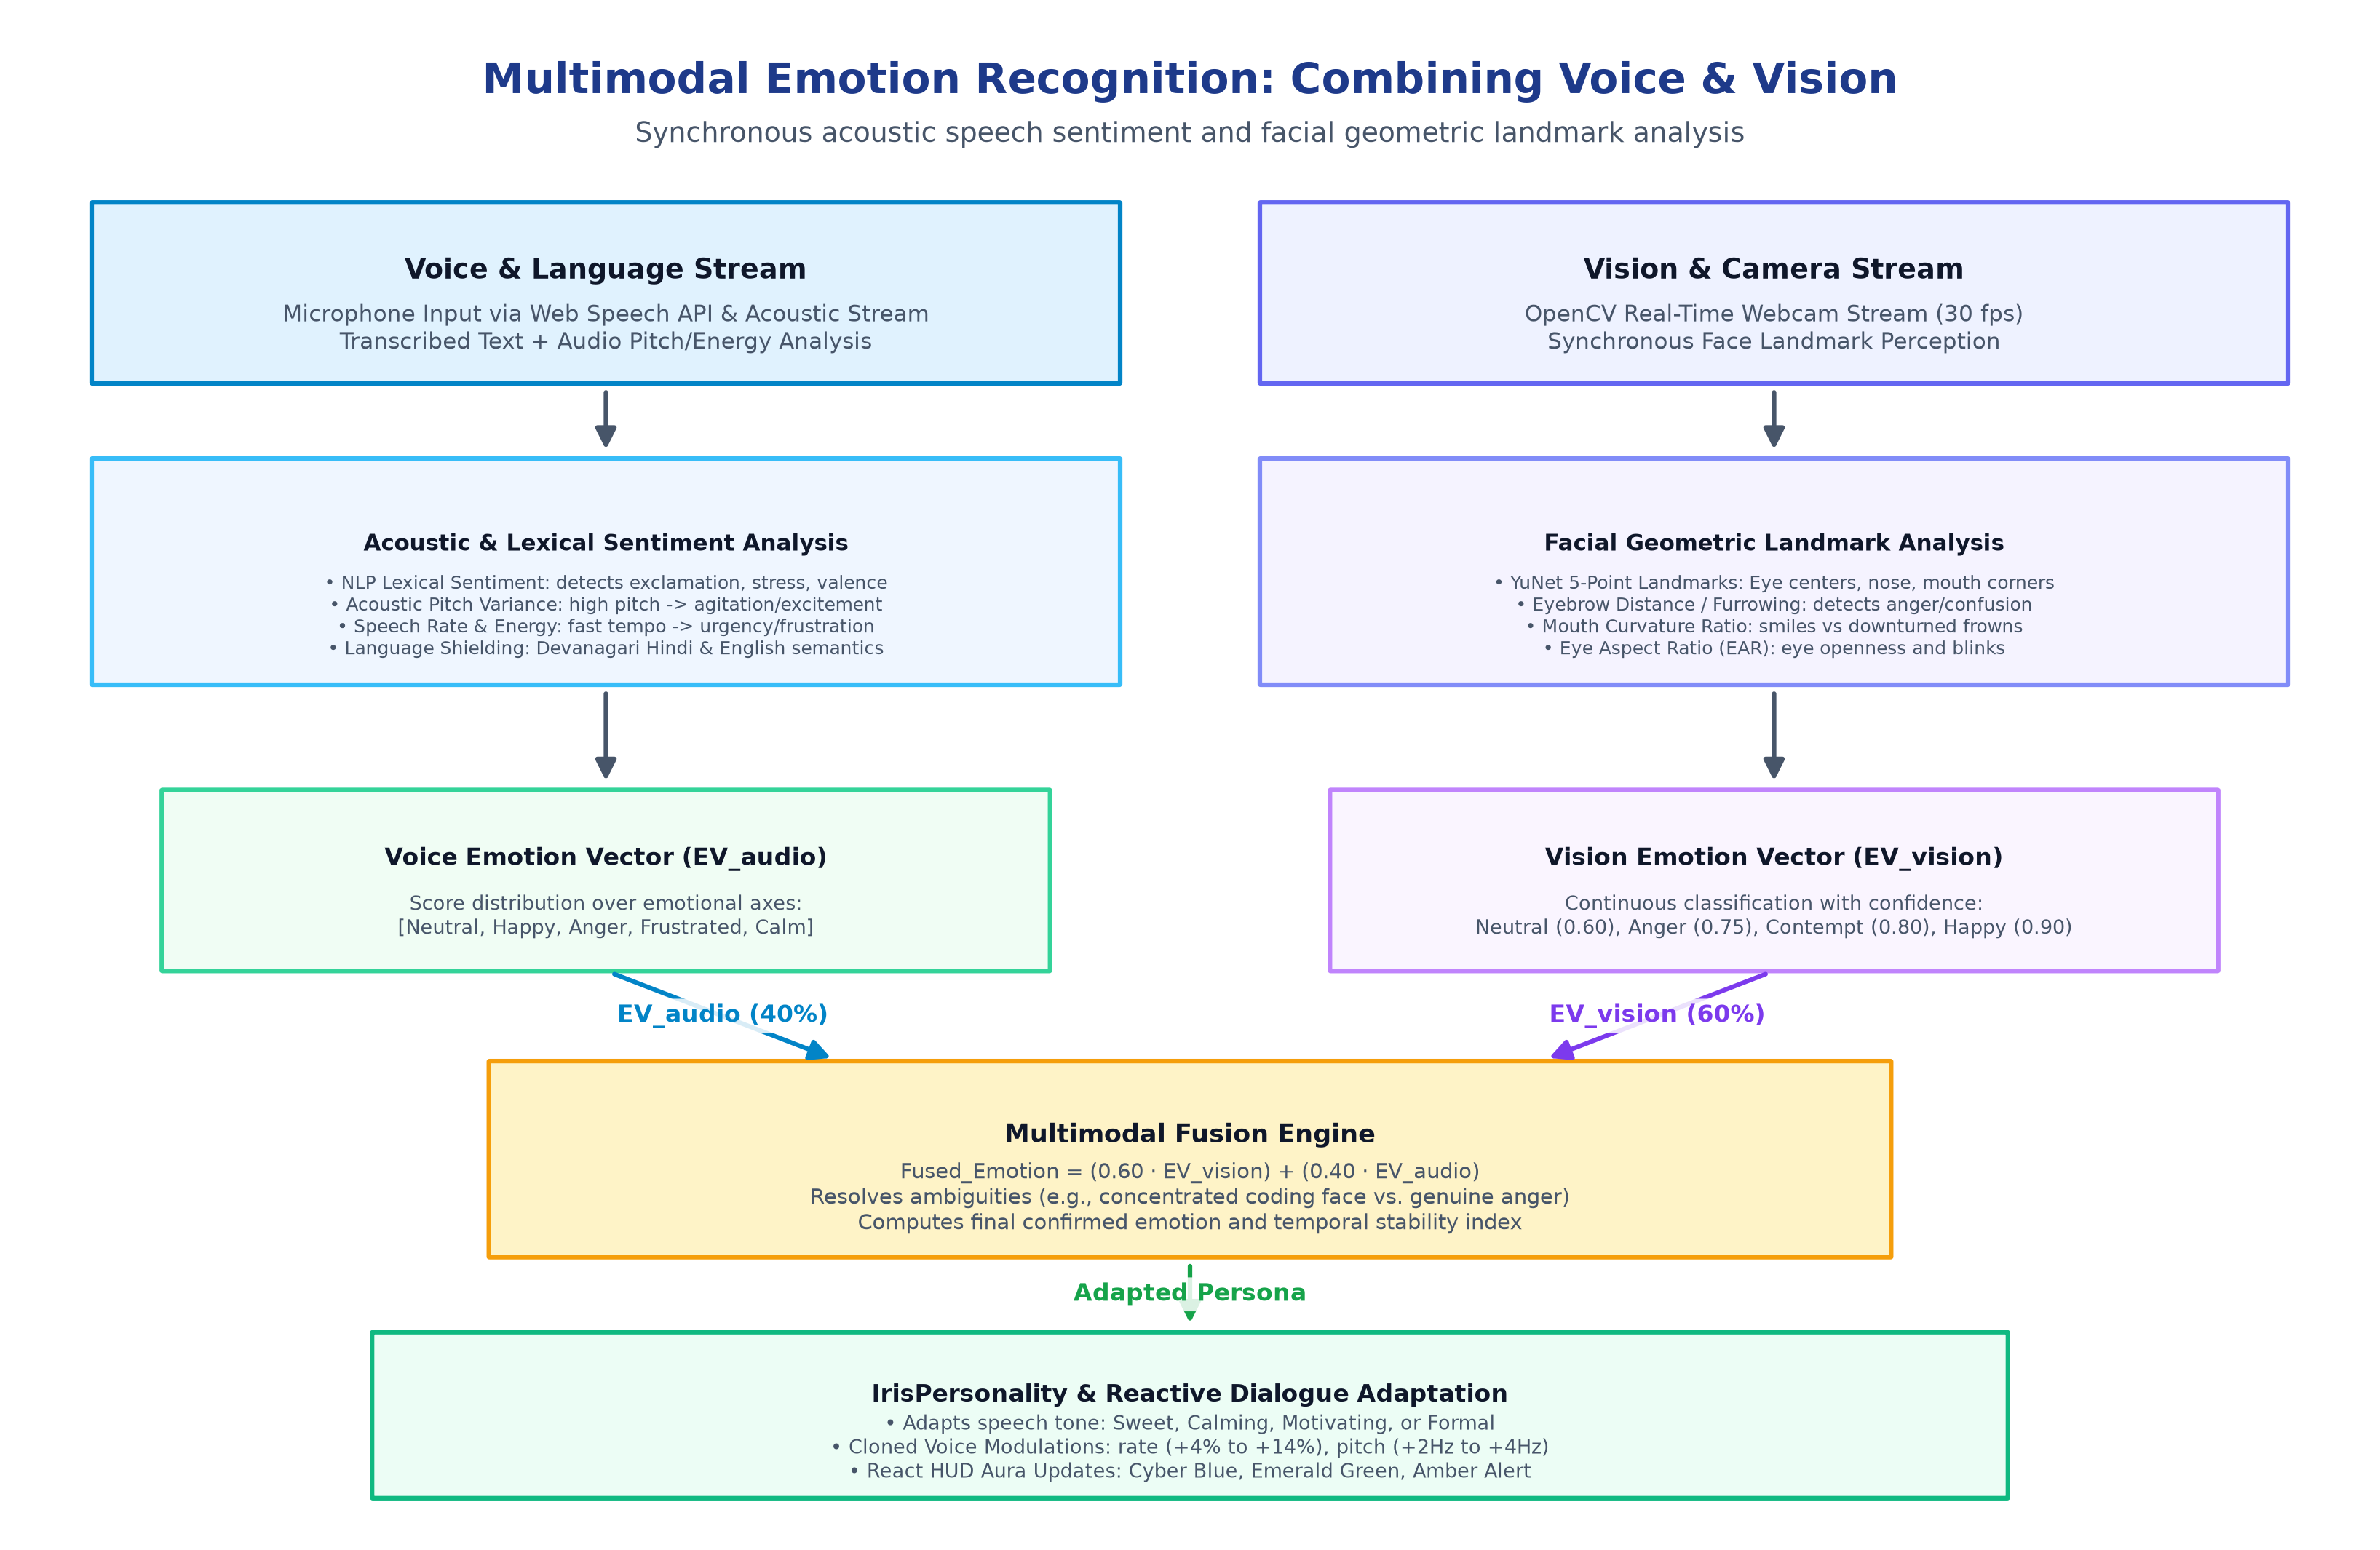 Multimodal Emotion Recognition: Combining Voice & Vision
Synchronous acoustic speech sentiment and facial geometric landmark analysis
Voice & Language Stream
Microphone Input via Web Speech API & Acoustic Stream
Transcribed Text + Audio Pitch/Energy Analysis
Vision & Camera Stream
OpenCV Real-Time Webcam Stream (30 fps)
Synchronous Face Landmark Perception
Acoustic & Lexical Sentiment Analysis
• NLP Lexical Sentiment: detects exclamation, stress, valence
• Acoustic Pitch Variance: high pitch -> agitation/excitement
• Speech Rate & Energy: fast tempo -> urgency/frustration
• Language Shielding: Devanagari Hindi & English semantics
Facial Geometric Landmark Analysis
• YuNet 5-Point Landmarks: Eye centers, nose, mouth corners
• Eyebrow Distance / Furrowing: detects anger/confusion
• Mouth Curvature Ratio: smiles vs downturned frowns
• Eye Aspect Ratio (EAR): eye openness and blinks
Voice Emotion Vector (EV_audio)
Score distribution over emotional axes:
[Neutral, Happy, Anger, Frustrated, Calm]
Vision Emotion Vector (EV_vision)
Continuous classification with confidence:
Neutral (0.60), Anger (0.75), Contempt (0.80), Happy (0.90)
EV_audio (40%)
EV_vision (60%)
Multimodal Fusion Engine
Fused_Emotion = (0.60 · EV_vision) + (0.40 · EV_audio)
Resolves ambiguities (e.g., concentrated coding face vs. genuine anger)
Computes final confirmed emotion and temporal stability index
Adapted Persona
IrisPersonality & Reactive Dialogue Adaptation
• Adapts speech tone: Sweet, Calming, Motivating, or Formal
• Cloned Voice Modulations: rate (+4% to +14%), pitch (+2Hz to +4Hz)
• React HUD Aura Updates: Cyber Blue, Emerald Green, Amber Alert